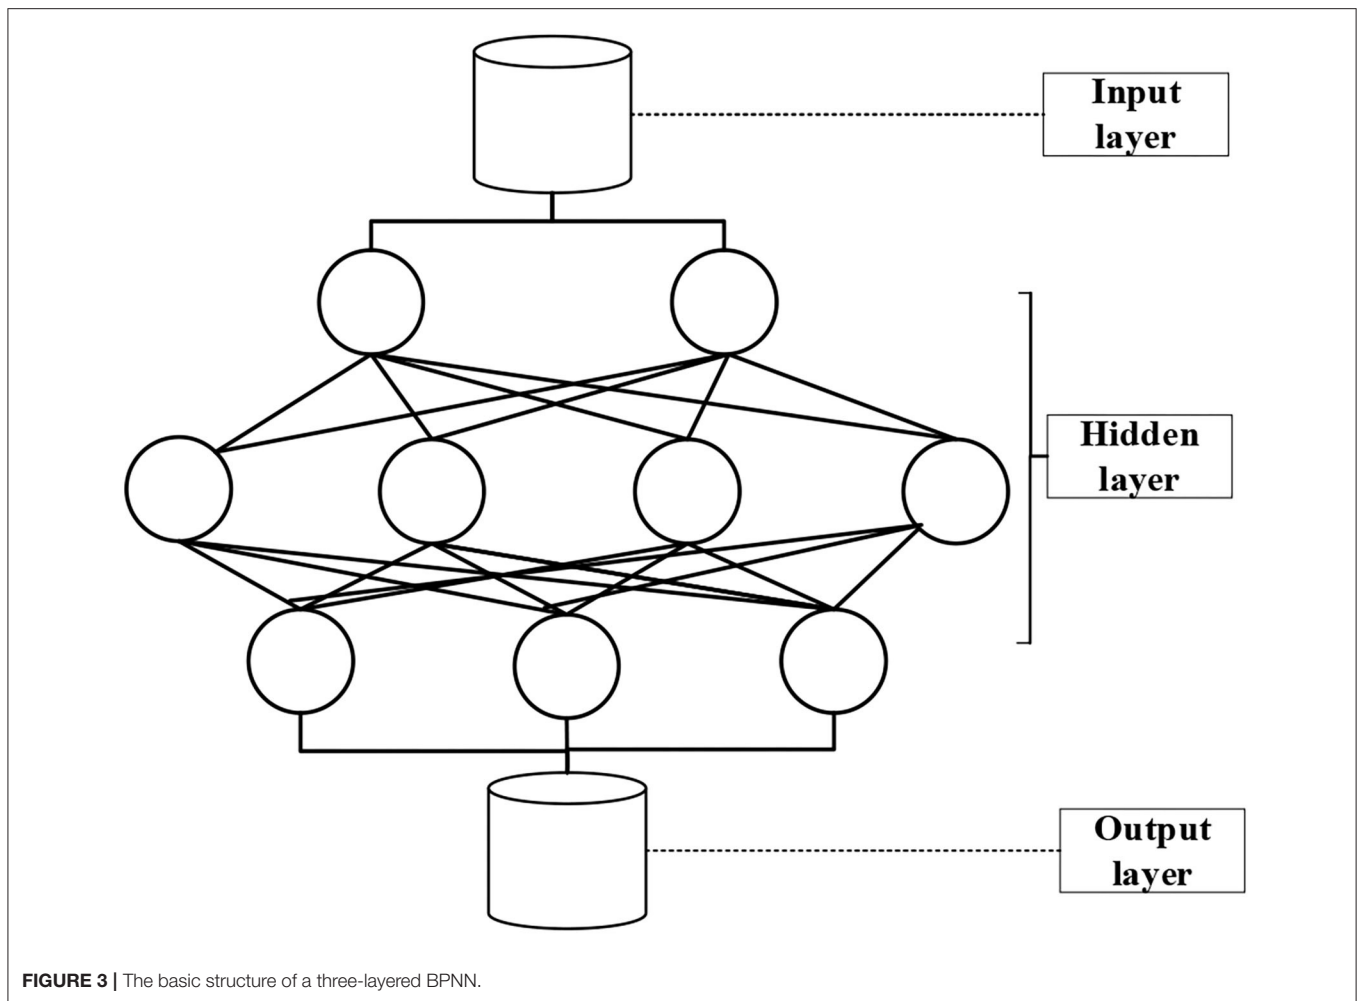 Input
layer
Hidden
layer
Output
layer
FIGURE 3 | The basic structure of a three-layered BPNN.